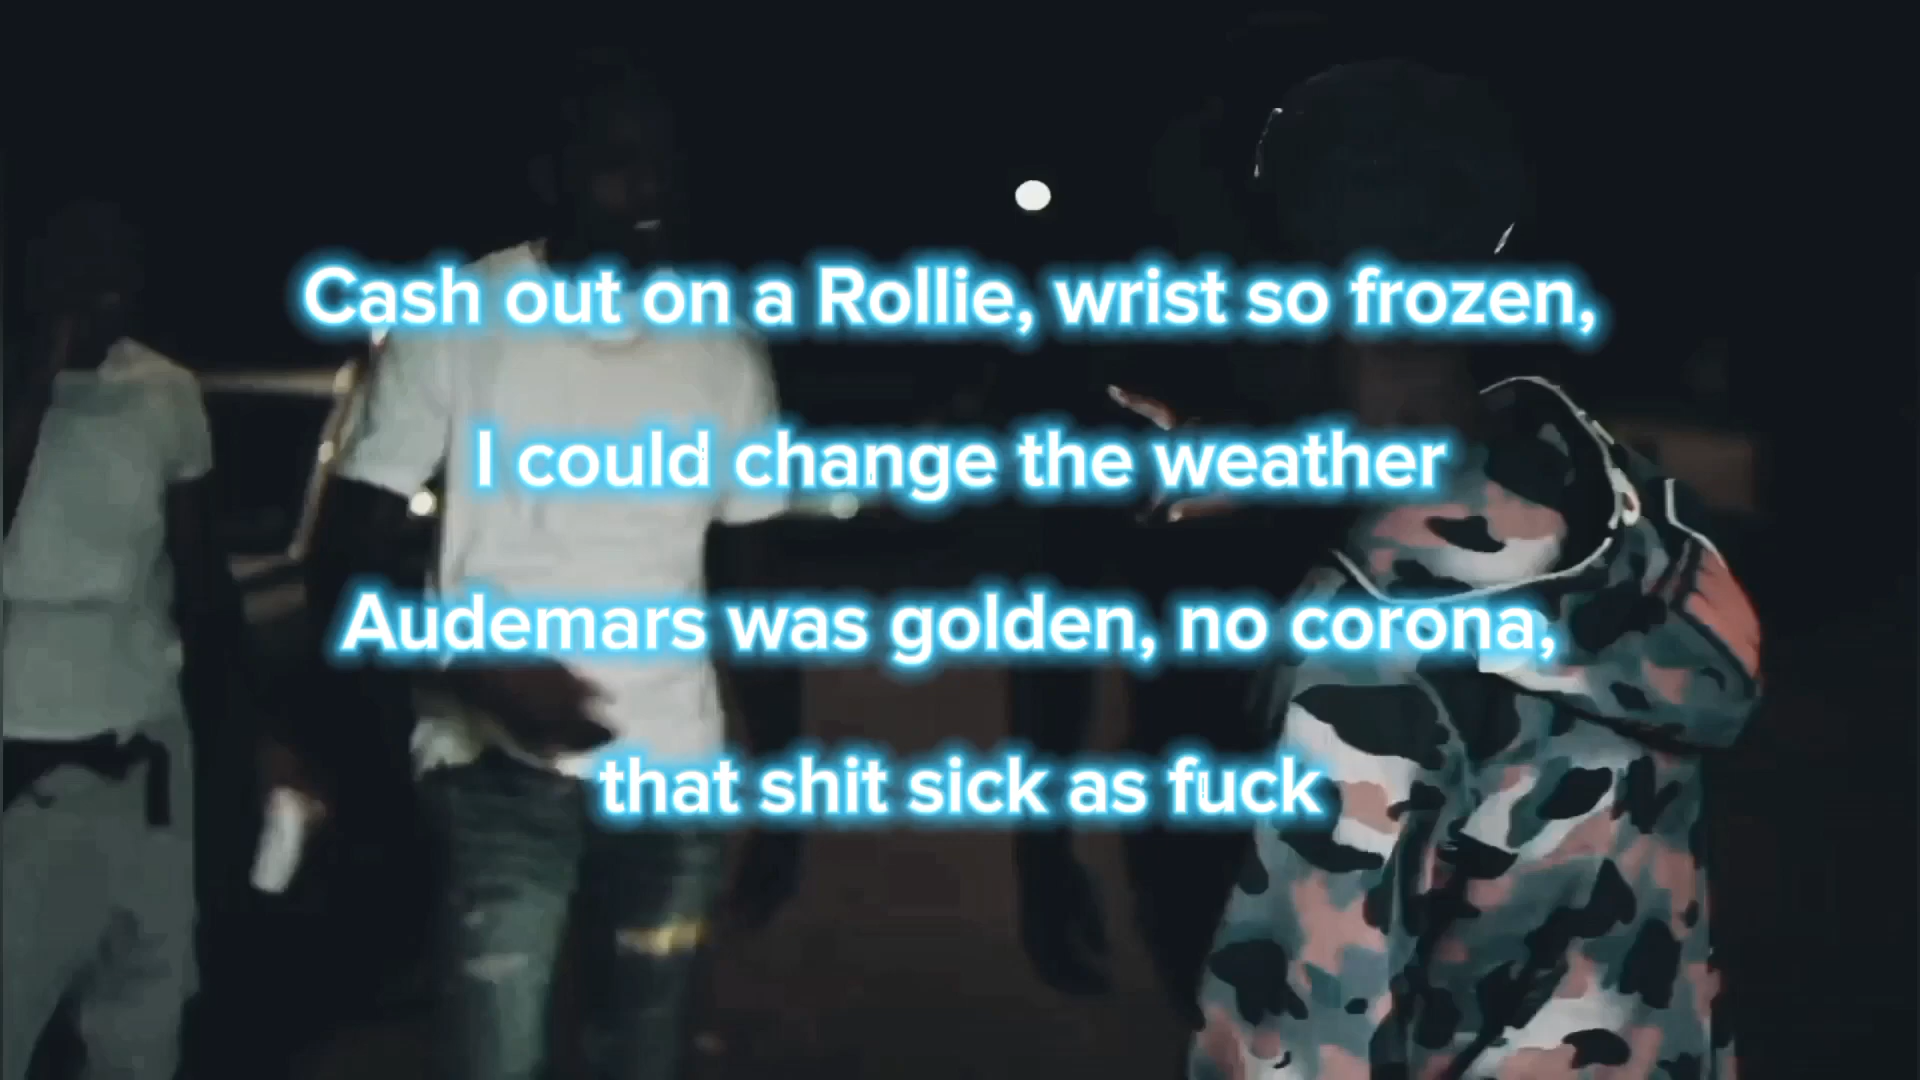 Cash out on a Rollie, wrist so frozen,
I could change the weather
Audemars was golden, no corona,
that shit sick as fuck